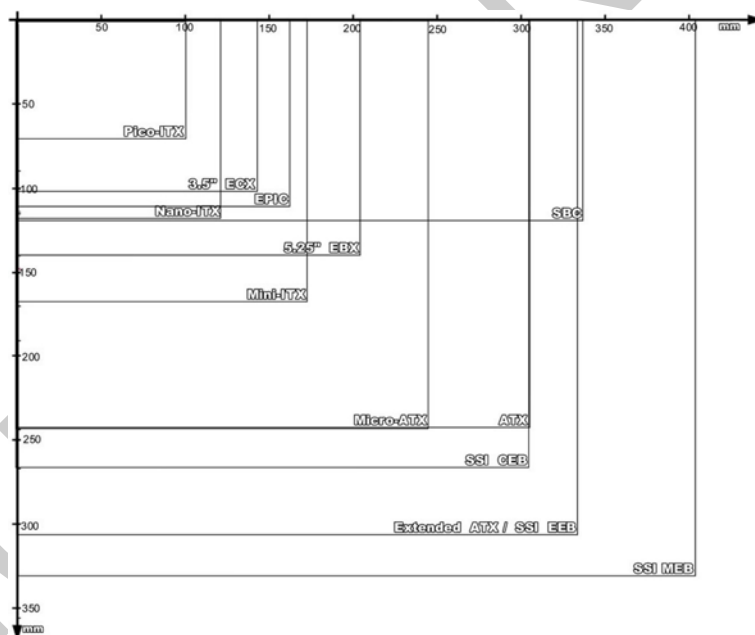 50 100 150 200 250 300 350 400 mm
50
Pico-ITX
3.5" ECX
100
EPIC
Nano-ITX
SBC
5.25" EBX
150
Mini-ITX
200
Micro-ATX
ATX
250
SSI CEB
300
Extended ATX / SSI EEB
SSI MEB
350
mm